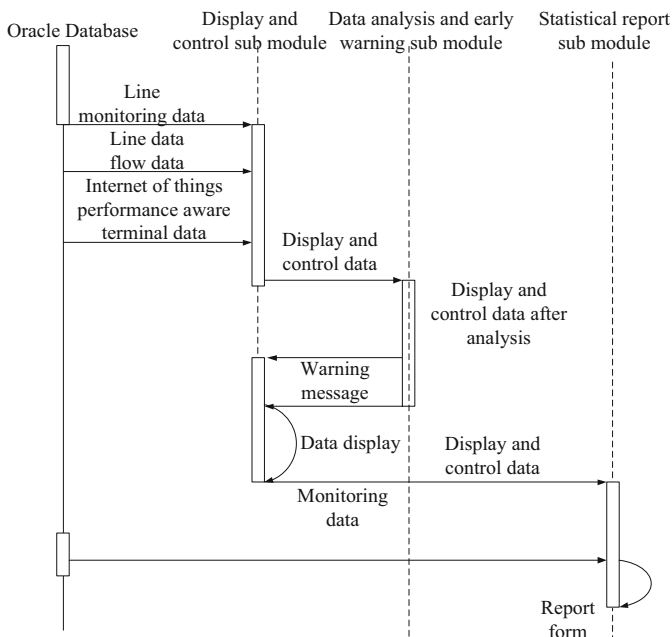 Oracle Database
Display and
control sub module
Data analysis and early
warning sub module
Statistical report
sub module
Line
monitoring data
Line data
flow data
Internet of things
performance aware
terminal data
Display and
control data
Display and
control data after
analysis
Warning
message
Data display
Display and
control data
Monitoring
data
Report
form